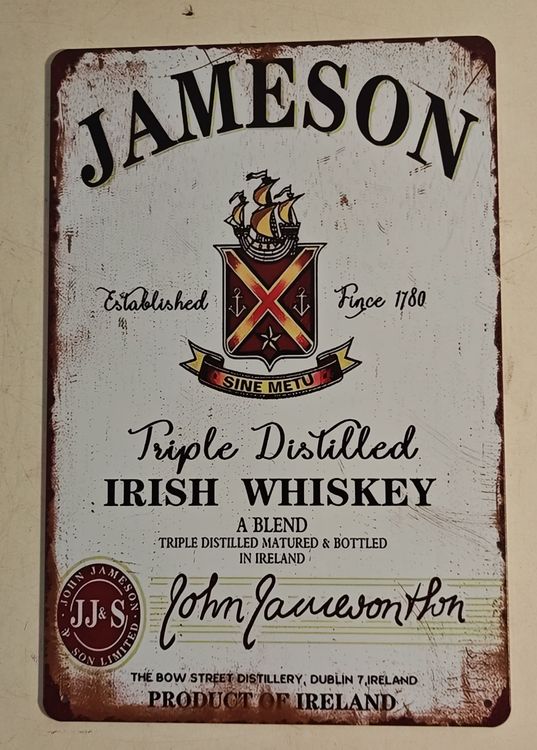 JAMESON
Established Fince 1780
SINE METU
Triple Distilled
IRISH WHISKEY
A BLEND
TRIPLE DISTILLED MATURED & BOTTLED
IN IRELAND
· JOHN JAMESON ·
JJ&S
& SON LIMITED
John Jameson & Son
THE BOW STREET DISTILLERY, DUBLIN 7,IRELAND
PRODUCT OF IRELAND